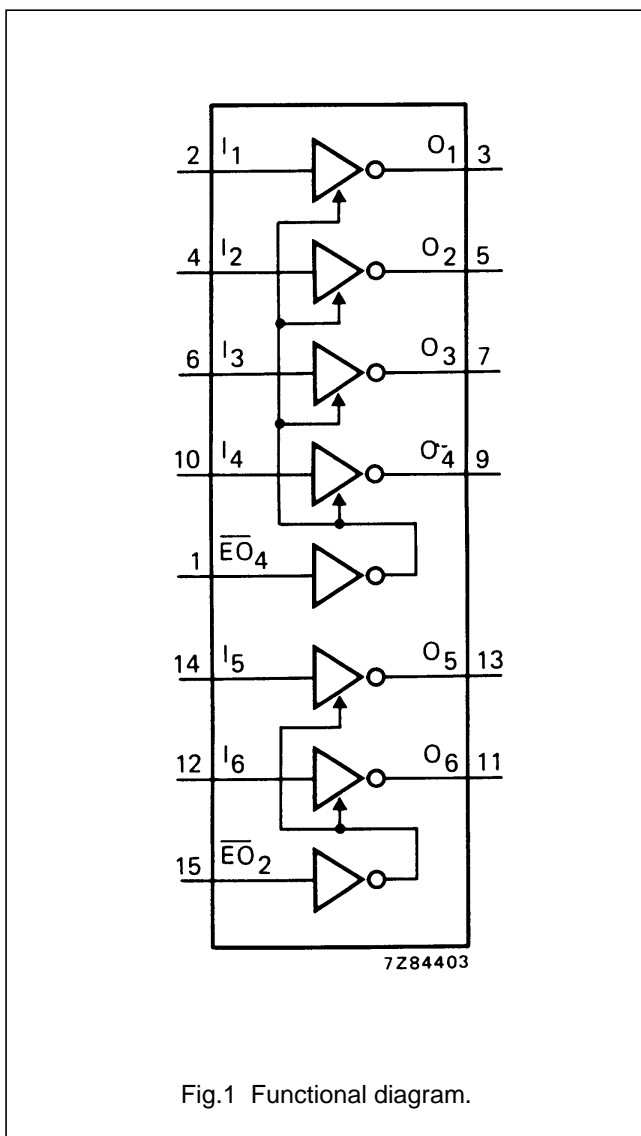 2 I1 O1 3
4 I2 O2 5
6 I3 O3 7
10 I4 O4 9
1 EO4
14 I5 O5 13
12 I6 O6 11
15 EO2
7Z84403
Fig.1 Functional diagram.